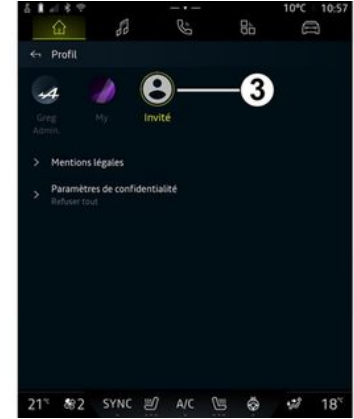 10°C 10:57
Profil
3
Greg
Admin.
My
Invité
Mentions légales
Paramètres de confidentialité
Refuser tout
21° 2 SYNC A/C 18°